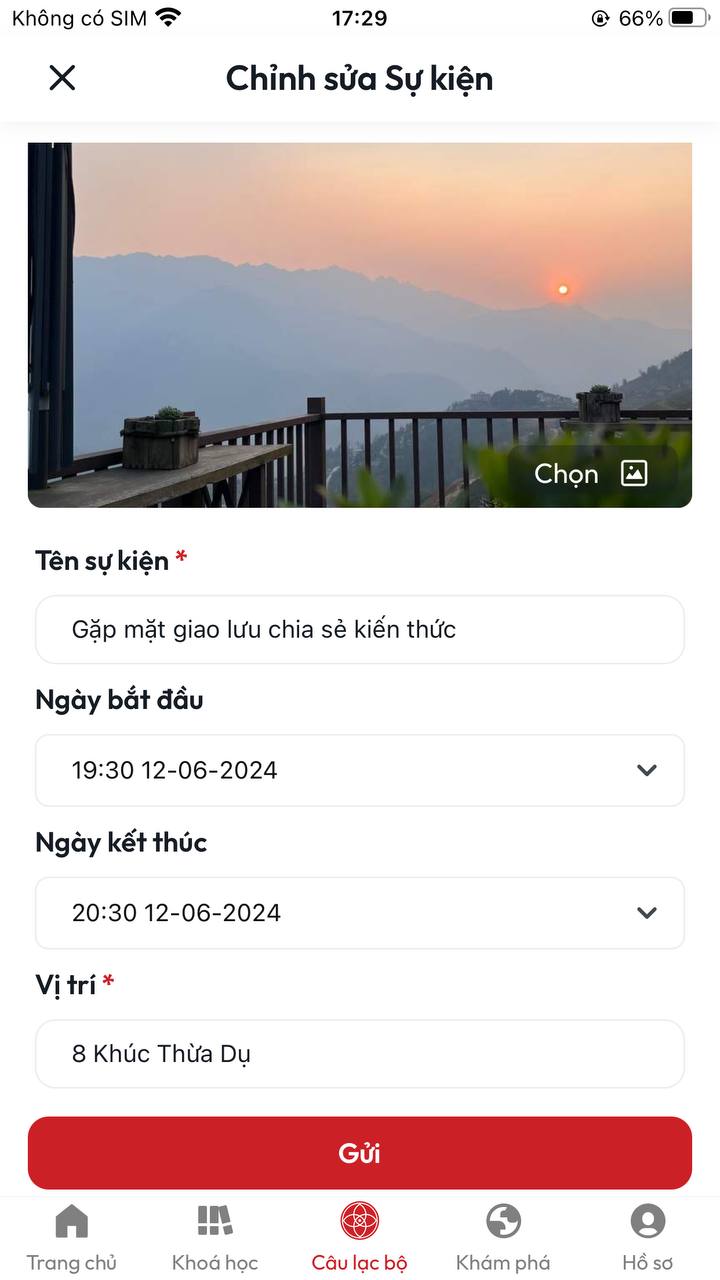 Không có SIM 17:29 66%
Chỉnh sửa Sự kiện
Chọn
Tên sự kiện *
Gặp mặt giao lưu chia sẻ kiến thức
Ngày bắt đầu
19:30 12-06-2024
Ngày kết thúc
20:30 12-06-2024
Vị trí *
8 Khúc Thừa Dụ
Gửi
Trang chủ Khoá học Câu lạc bộ Khám phá Hồ sơ